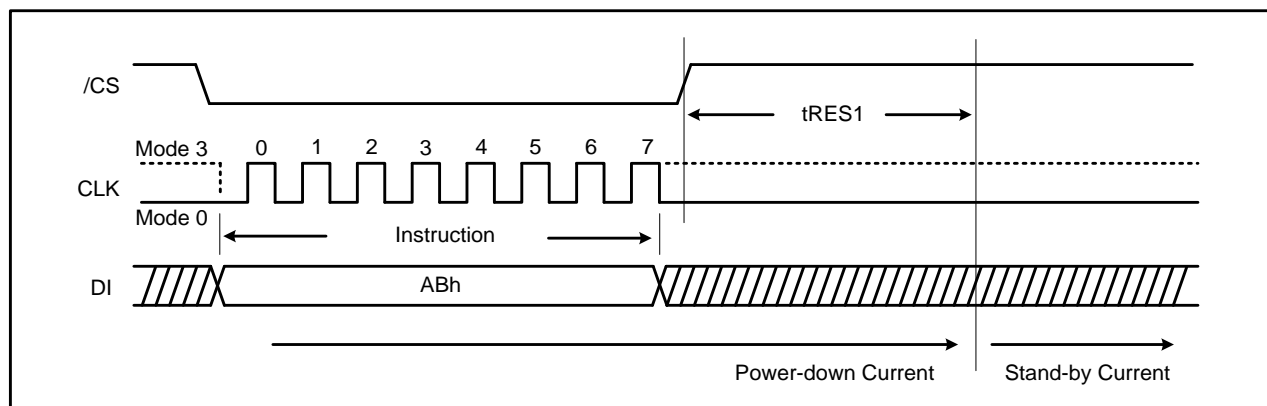 /CS
tRES1
Mode 3
0 1 2 3 4 5 6 7
CLK
Mode 0
Instruction
DI
ABh
Power-down Current
Stand-by Current